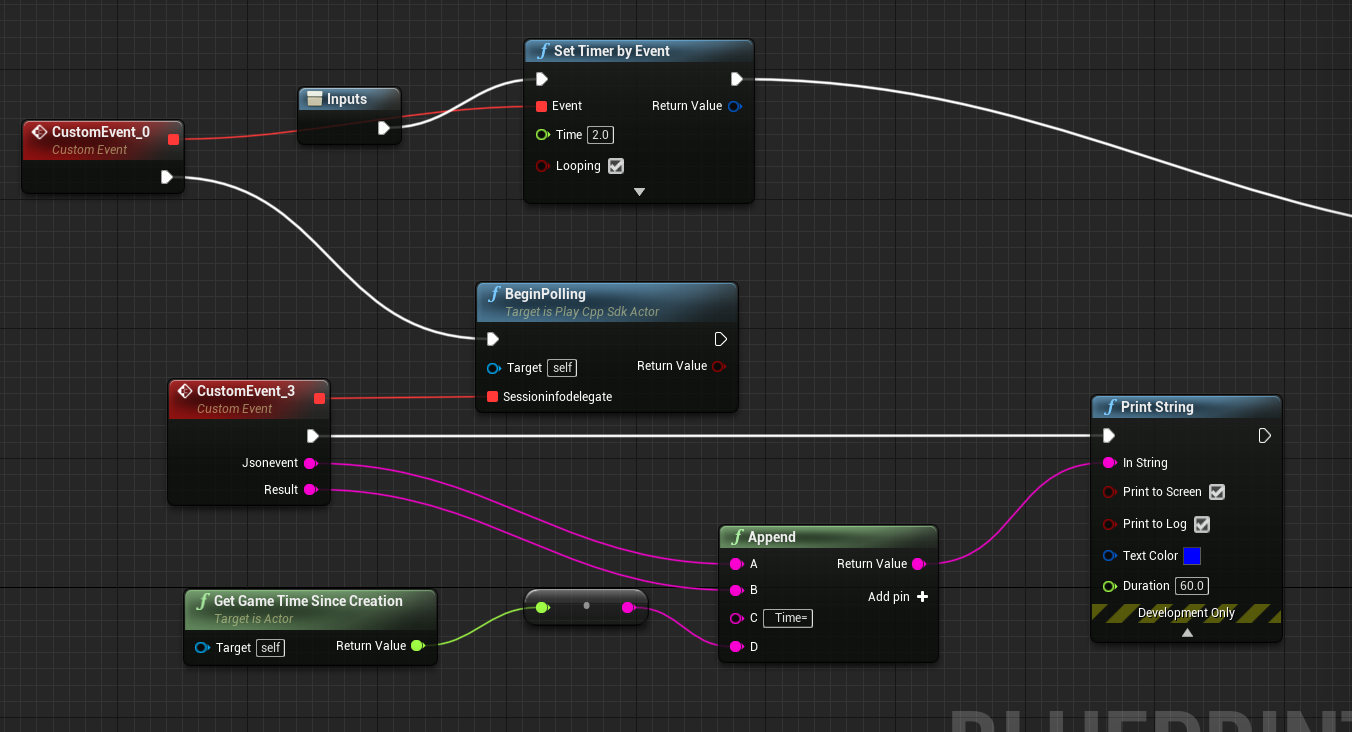 Set Timer by Event
Inputs
Event
Return Value
CustomEvent_0
Custom Event
Time 2.0
Looping
BeginPolling
Target is Play Cpp Sdk Actor
Target self
Return Value
Sessioninfodelegate
CustomEvent_3
Custom Event
Jsonevent
Result
Print String
In String
Print to Screen
Print to Log
Text Color
Duration 60.0
Development Only
Append
A
Return Value
B
Add pin
C Time=
D
Get Game Time Since Creation
Target is Actor
Target self
Return Value
BLUEPRINT